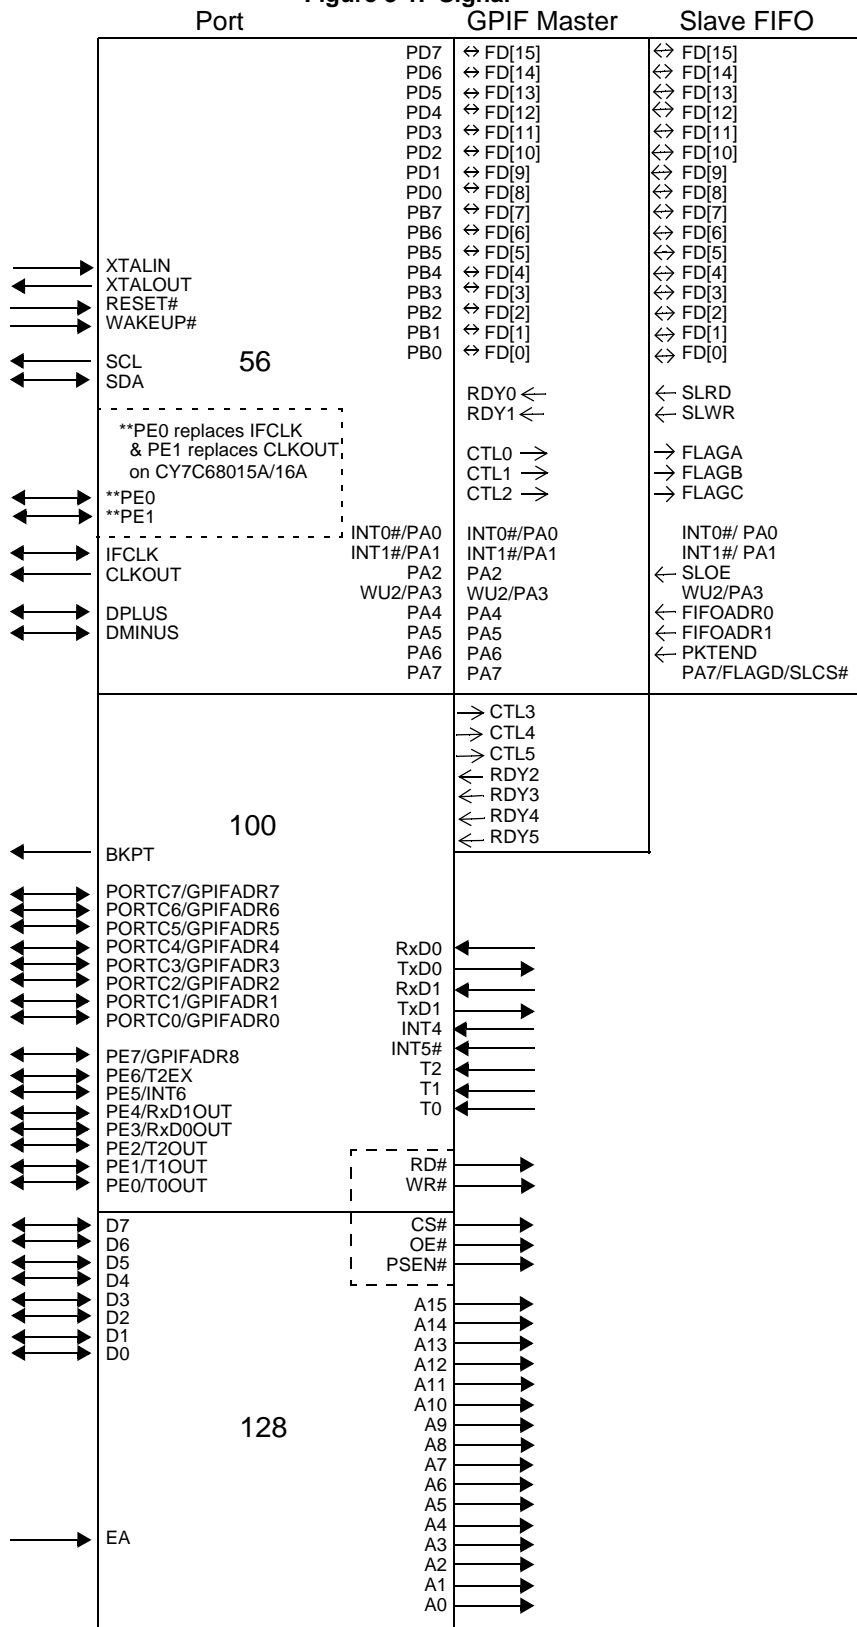 Port GPIF Master Slave FIFO
PD7 FD[15] FD[15]
PD6 FD[14] FD[14]
PD5 FD[13] FD[13]
PD4 FD[12] FD[12]
PD3 FD[11] FD[11]
PD2 FD[10] FD[10]
PD1 FD[9] FD[9]
PD0 FD[8] FD[8]
PB7 FD[7] FD[7]
PB6 FD[6] FD[6]
PB5 FD[5] FD[5]
PB4 FD[4] FD[4]
PB3 FD[3] FD[3]
PB2 FD[2] FD[2]
PB1 FD[1] FD[1]
PB0 FD[0] FD[0]
XTALIN
XTALOUT
RESET#
WAKEUP#
SCL
SDA
56
RDY0 SLRD
RDY1 SLWR
CTL0 FLAGA
CTL1 FLAGB
CTL2 FLAGC
**PE0 replaces IFCLK
& PE1 replaces CLKOUT
on CY7C68015A/16A
**PE0
**PE1
IFCLK
CLKOUT
DPLUS
DMINUS
INT0#/PA0 INT0#/PA0 INT0#/ PA0
INT1#/PA1 INT1#/PA1 INT1#/ PA1
PA2 PA2 SLOE
WU2/PA3 WU2/PA3 WU2/PA3
PA4 PA4 FIFOADR0
PA5 PA5 FIFOADR1
PA6 PA6 PKTEND
PA7 PA7 PA7/FLAGD/SLCS#
CTL3
CTL4
CTL5
RDY2
RDY3
RDY4
RDY5
100
BKPT
PORTC7/GPIFADR7
PORTC6/GPIFADR6
PORTC5/GPIFADR5
PORTC4/GPIFADR4
PORTC3/GPIFADR3
PORTC2/GPIFADR2
PORTC1/GPIFADR1
PORTC0/GPIFADR0
PE7/GPIFADR8
PE6/T2EX
PE5/INT6
PE4/RxD1OUT
PE3/RxD0OUT
PE2/T2OUT
PE1/T1OUT
PE0/T0OUT
RxD0
TxD0
RxD1
TxD1
INT4
INT5#
T2
T1
T0
RD#
WR#
CS#
OE#
PSEN#
D7
D6
D5
D4
D3
D2
D1
D0
A15
A14
A13
A12
A11
A10
A9
A8
A7
A6
A5
A4
A3
A2
A1
A0
128
EA